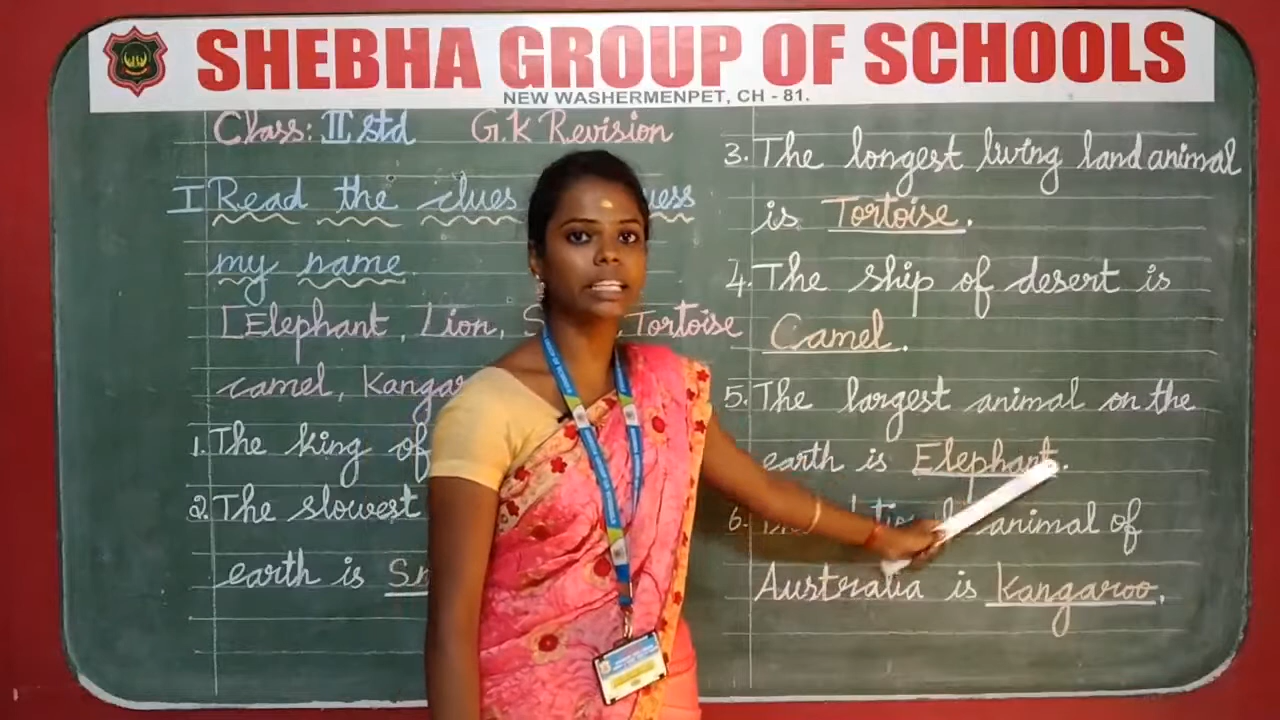 SHEBHA GROUP OF SCHOOLS
NEW WASHERMENPET, CH - 81.
Class: II std G.K Revision
I Read the clues
my name
[Elephant, Lion, Tortoise
camel,
1. The king of
2. The slowest
earth is
3. The longest living land animal
is Tortoise.
4. The ship of desert is
Camel.
5. The largest animal on the
earth is Elephant.
6. animal of
Australia is Kangaroo.